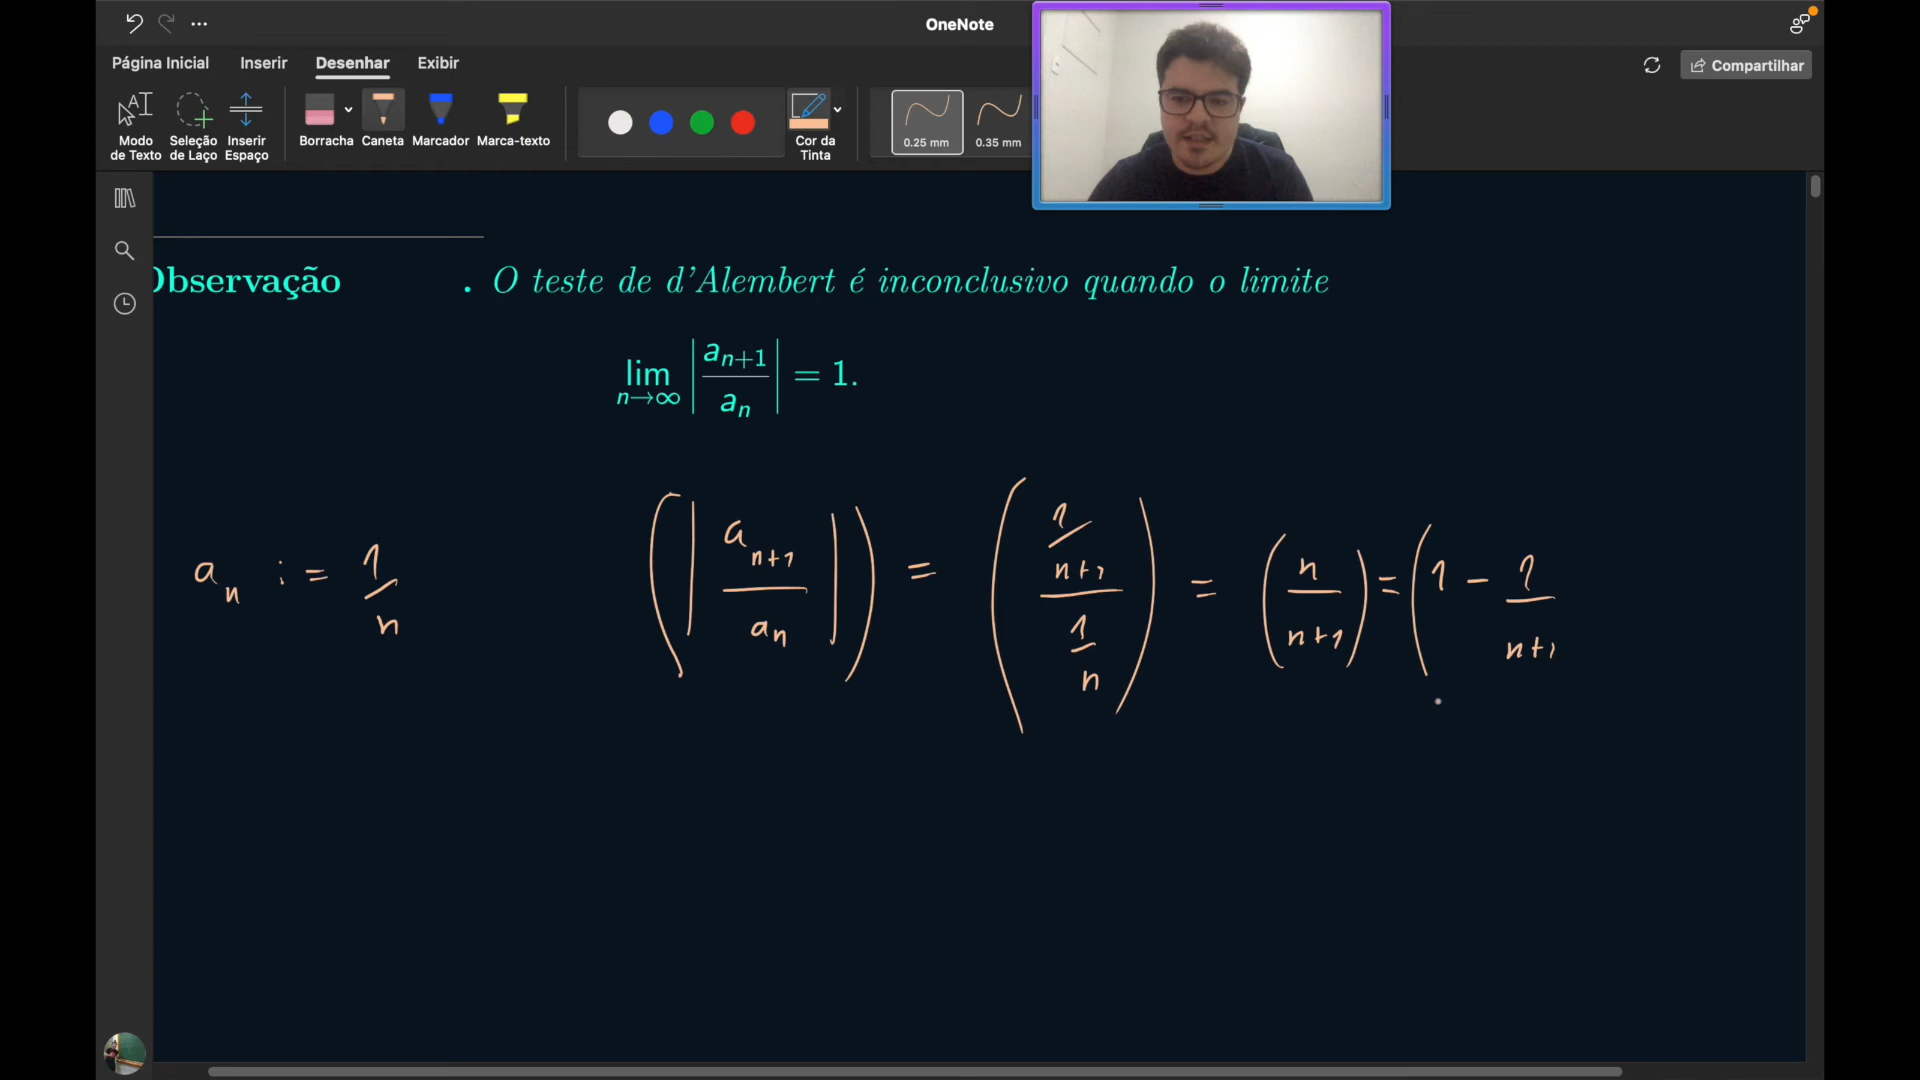 OneNote
Página Inicial Inserir Desenhar Exibir
Compartilhar
Modo de Texto
Seleção de Laço
Inserir Espaço
Borracha
Caneta
Marcador
Marca-texto
Cor da Tinta
0.25 mm
0.35 mm
Observação . O teste de d'Alembert é inconclusivo quando o limite
lim n→∞ |a_{n+1} / a_n| = 1.
a_n := 1/n
(|a_{n+1} / a_n|) = ((1/(n+1)) / (1/n)) = (n / (n+1)) = (1 - 1/(n+1)